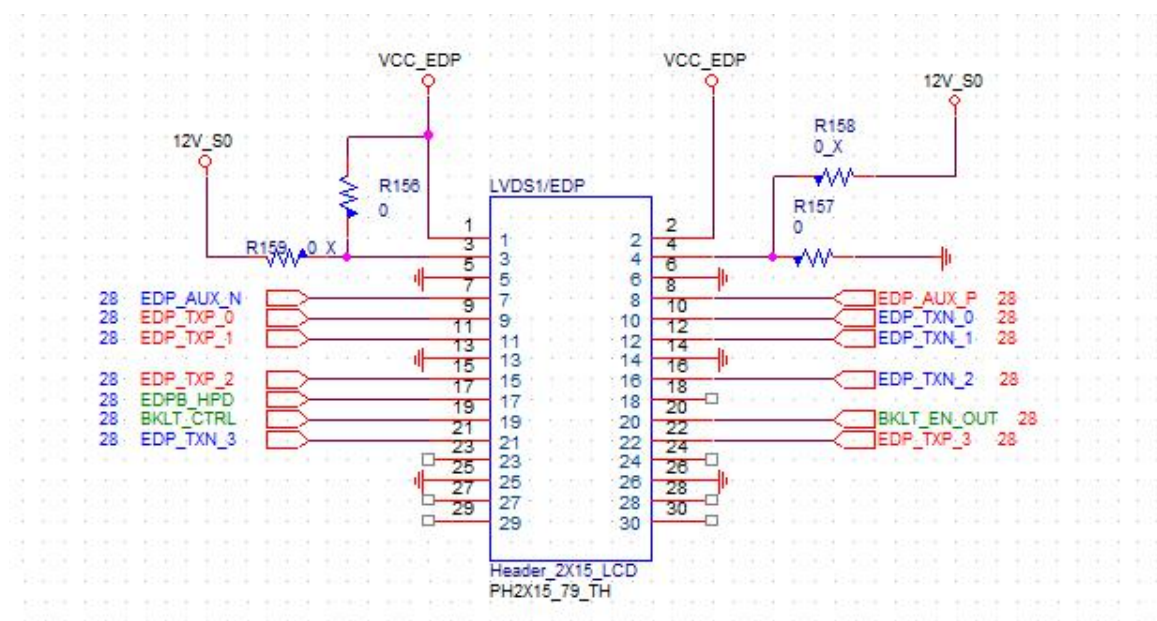 VCC_EDP VCC_EDP
12V_S0
R158
0_X
12V_S0
R156
0
LVDS1/EDP
R157
0
R159 0_X
1 1 2 2
3 3 4 4
5 5 6 6
28 EDP_AUX_N 7 7 8 8 EDP_AUX_P 28
28 EDP_TXP_0 9 9 10 10 EDP_TXN_0 28
28 EDP_TXP_1 11 11 12 12 EDP_TXN_1 28
13 13 14 14
28 EDP_TXP_2 15 15 16 16 EDP_TXN_2 28
28 EDPB_HPD 17 17 18 18
28 BKLT_CTRL 19 19 20 20 BKLT_EN_OUT 28
28 EDP_TXN_3 21 21 22 22 EDP_TXP_3 28
23 23 24 24
25 25 26 26
27 27 28 28
29 29 30 30
Header_2X15_LCD
PH2X15_79_TH